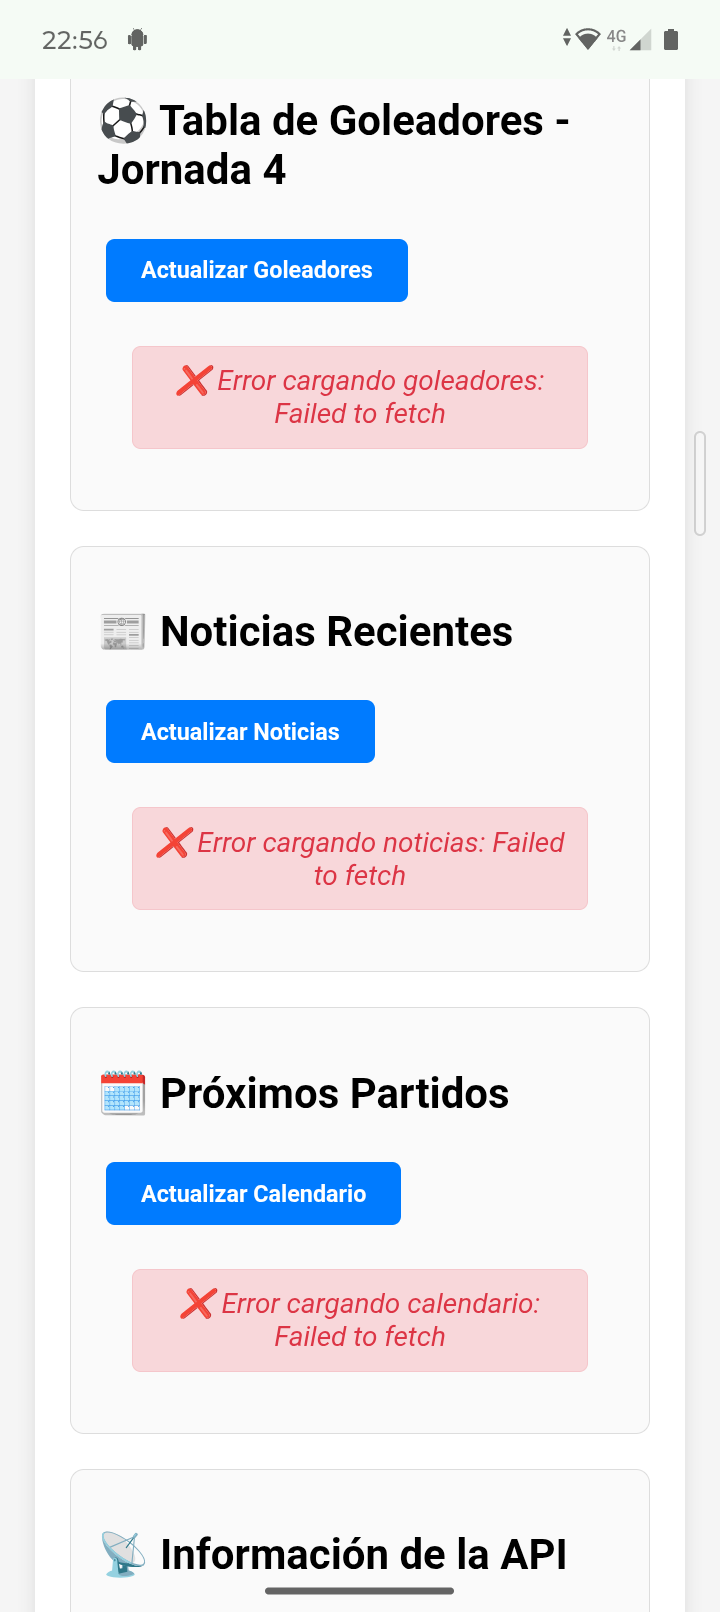 22:56
4G
⚽ Tabla de Goleadores -
Jornada 4
Actualizar Goleadores
❌ Error cargando goleadores:
Failed to fetch
📰 Noticias Recientes
Actualizar Noticias
❌ Error cargando noticias: Failed
to fetch
🗓️ Próximos Partidos
Actualizar Calendario
❌ Error cargando calendario:
Failed to fetch
📡 Información de la API